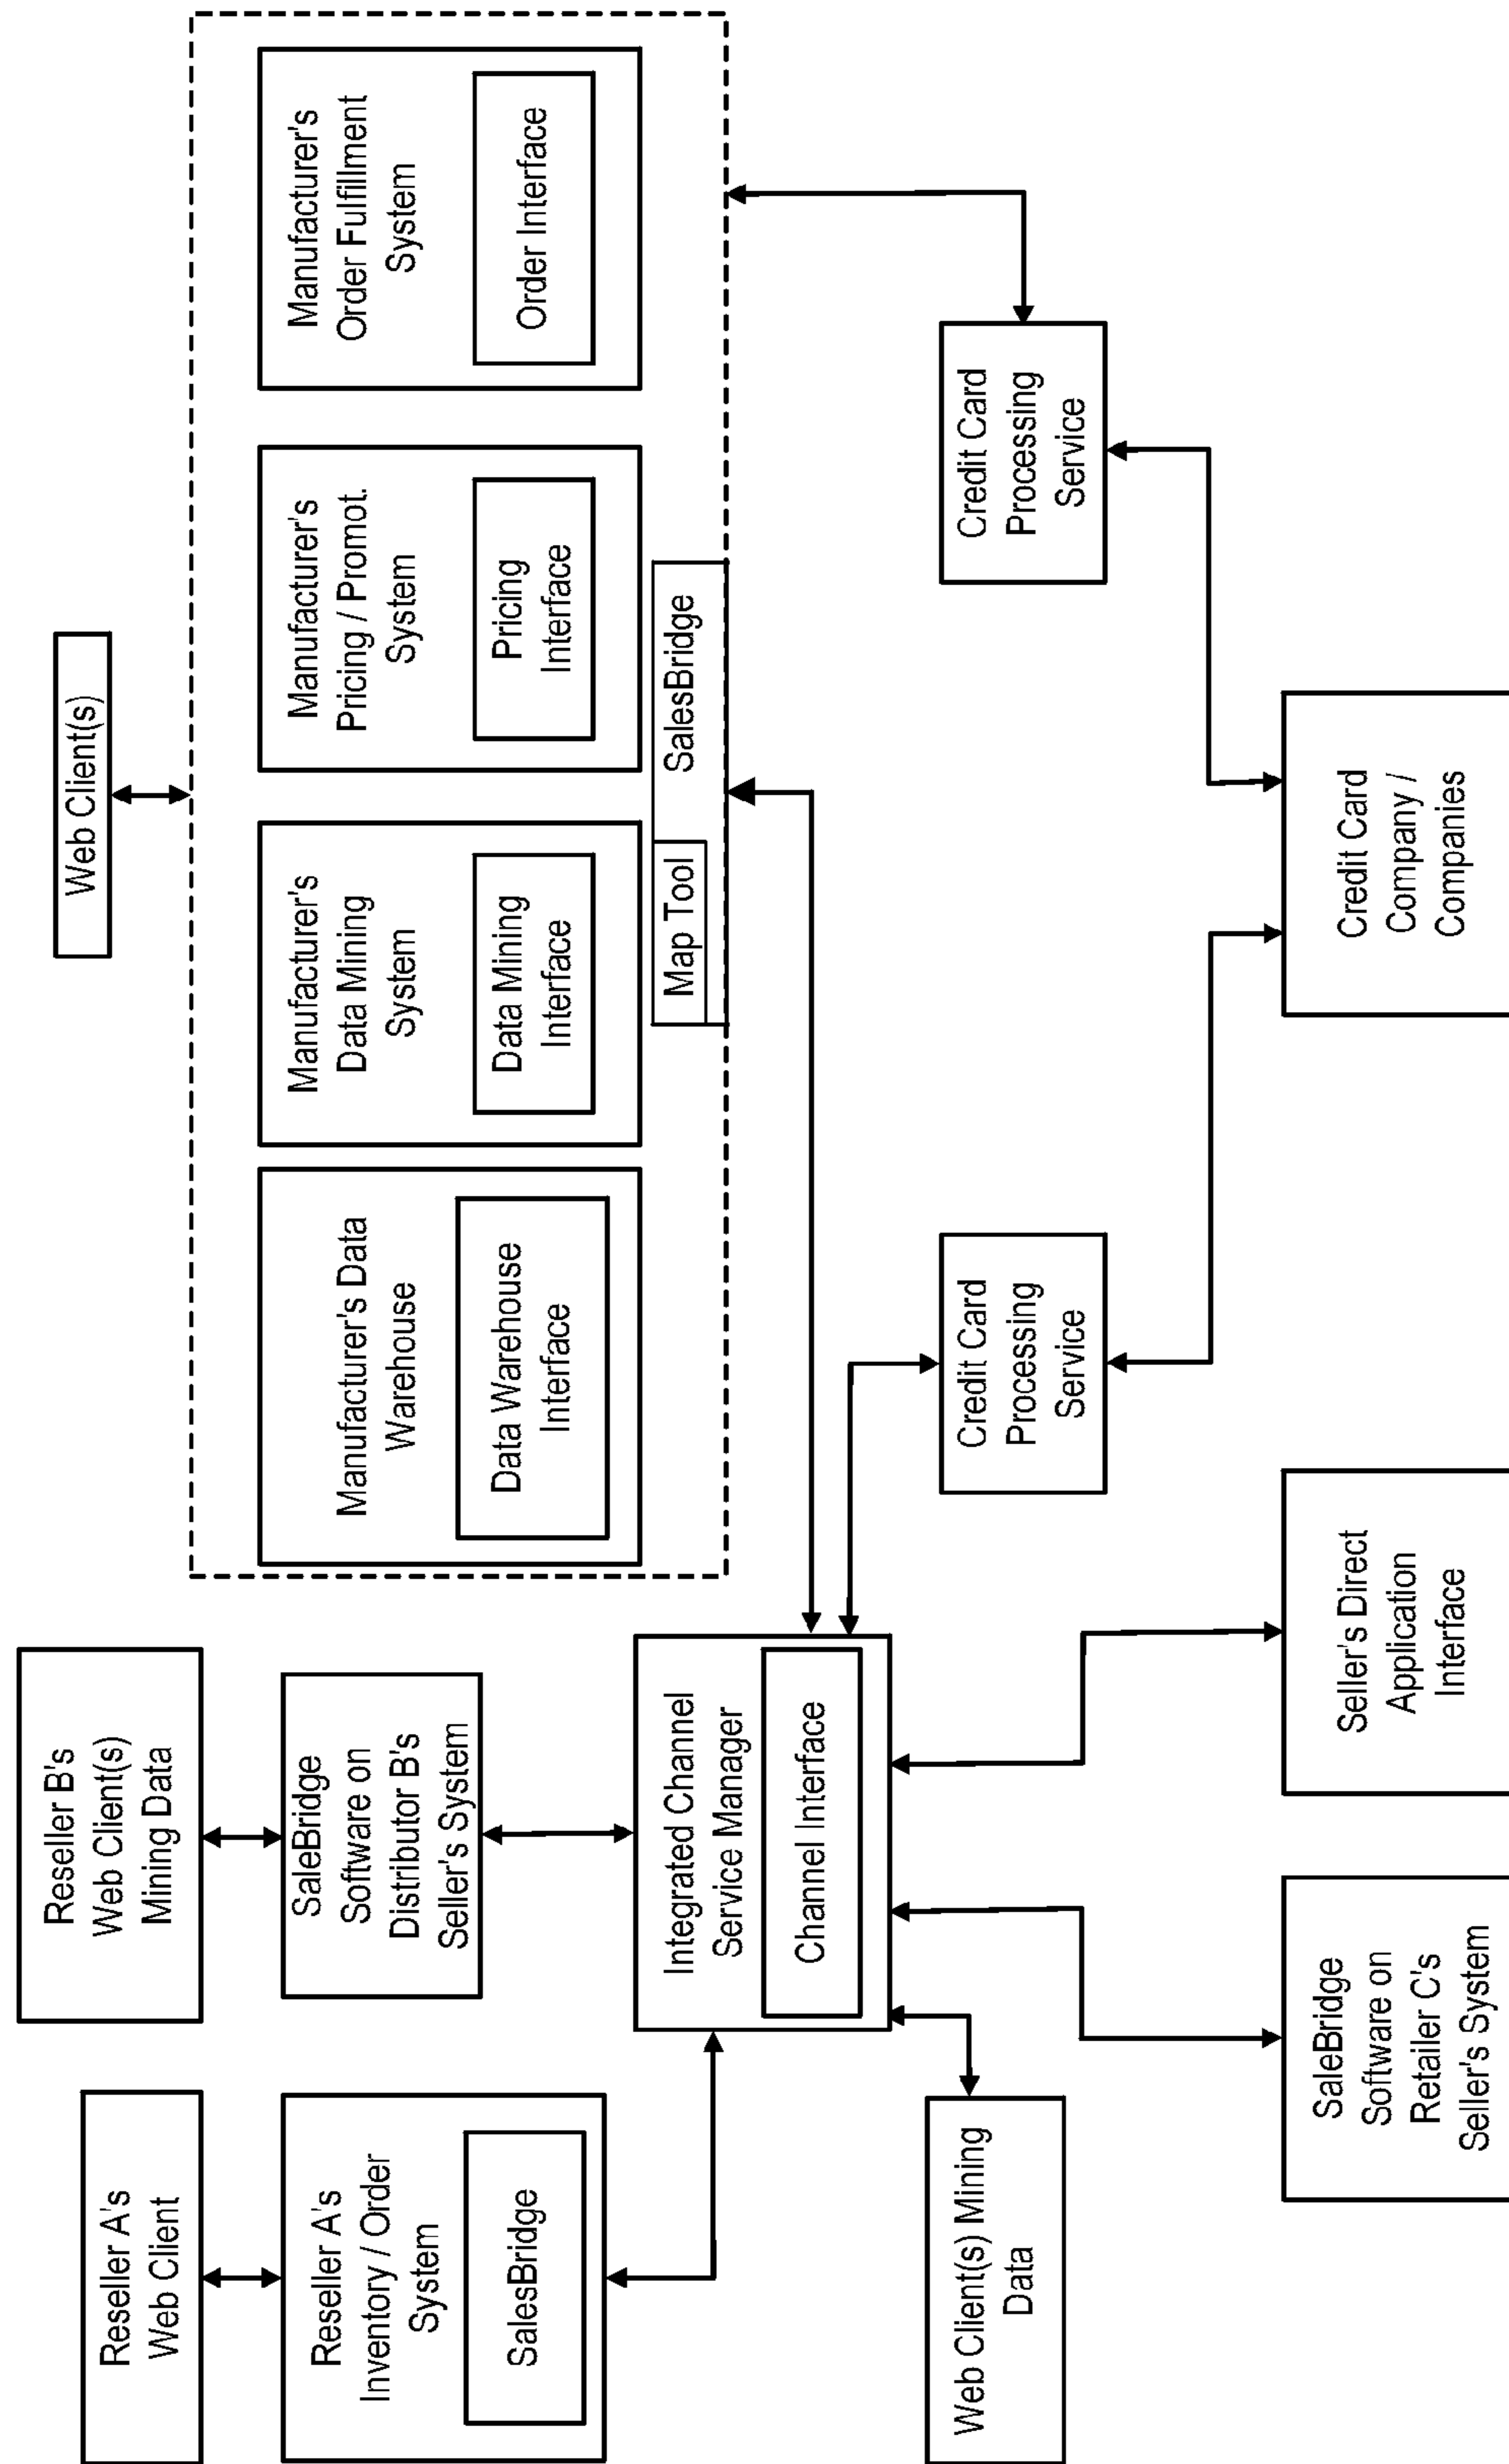 Reseller A's
Web Client
Reseller B's
Web Client(s)
Mining Data
Web Client(s)
Reseller A's
Inventory / Order
System
SalesBridge
SaleBridge
Software on
Distributor B's
Seller's System
Manufacturer's Data
Warehouse
Data Warehouse
Interface
Manufacturer's
Data Mining
System
Data Mining
Interface
Manufacturer's
Pricing / Promot.
System
Pricing
Interface
Manufacturer's
Order Fulfillment
System
Order Interface
Map Tool
SalesBridge
Integrated Channel
Service Manager
Channel Interface
Web Client(s) Mining
Data
Credit Card
Processing
Service
Credit Card
Processing
Service
SaleBridge
Software on
Retailer C's
Seller's System
Seller's Direct
Application
Interface
Credit Card
Company /
Companies